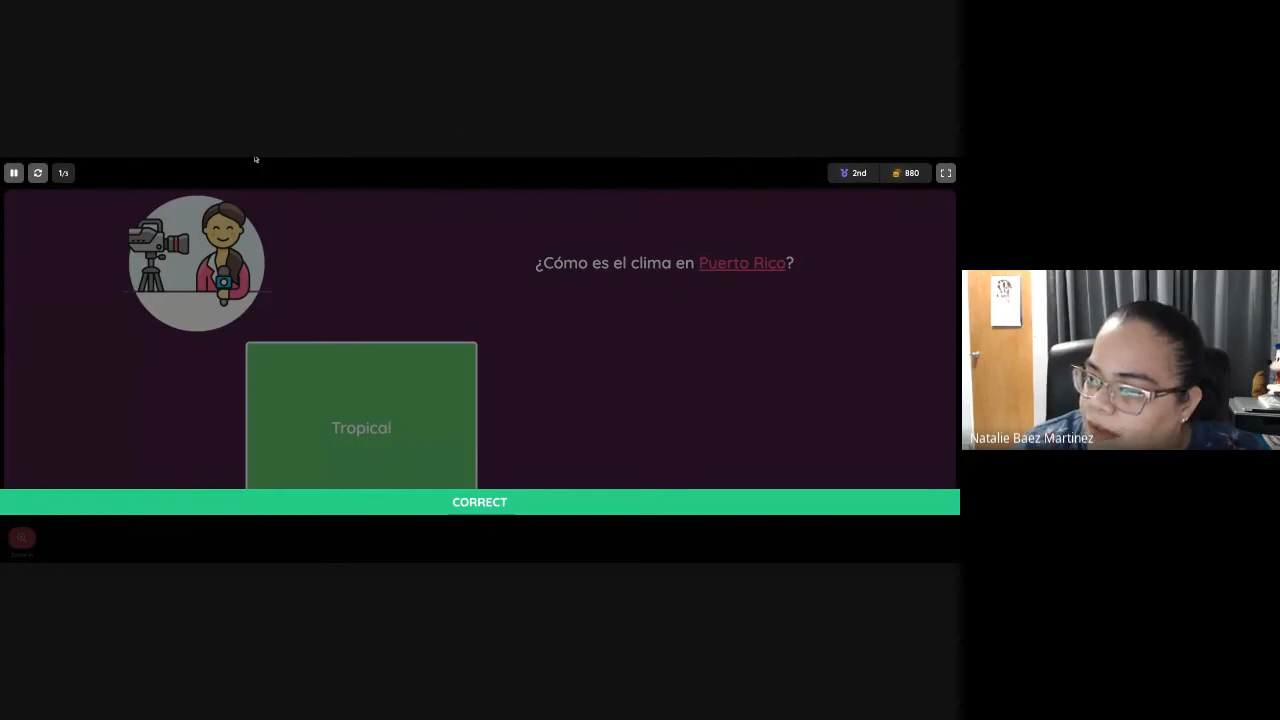 1/3
2nd
880
¿Cómo es el clima en Puerto Rico?
Tropical
CORRECT
Natalie Baez Martinez